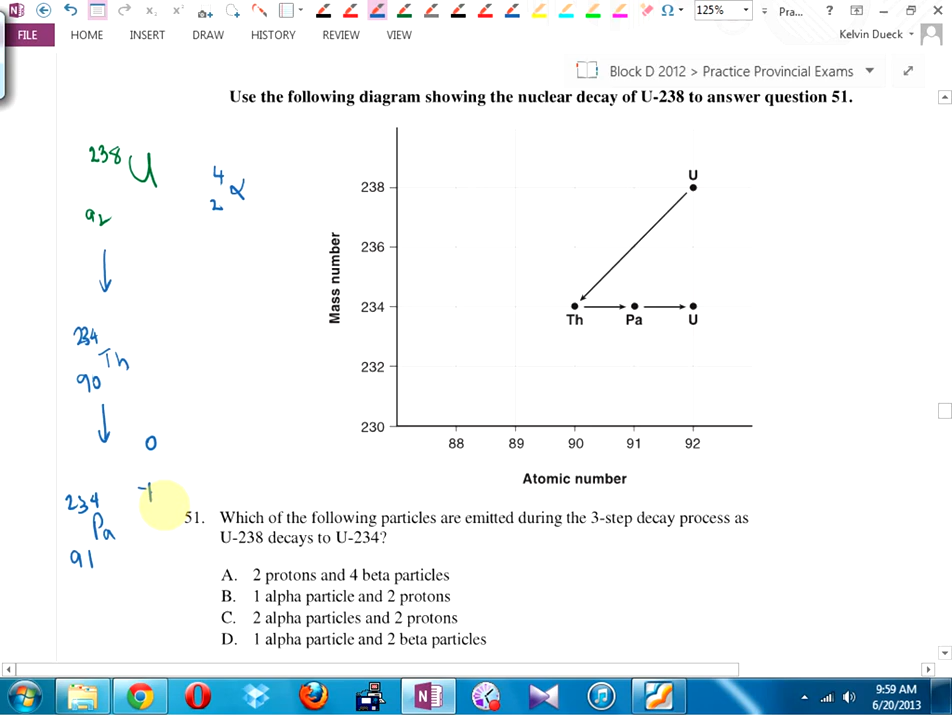 125%
Pra...
?
FILE
HOME
INSERT
DRAW
HISTORY
REVIEW
VIEW
Kelvin Dueck
Block D 2012 > Practice Provincial Exams
Use the following diagram showing the nuclear decay of U-238 to answer question 51.
238 U
92
4 α
2
234 Th
90
0
-1
234 Pa
91
Mass number
238
236
234
232
230
U
Th
Pa
U
88
89
90
91
92
Atomic number
51. Which of the following particles are emitted during the 3-step decay process as
U-238 decays to U-234?
A. 2 protons and 4 beta particles
B. 1 alpha particle and 2 protons
C. 2 alpha particles and 2 protons
D. 1 alpha particle and 2 beta particles
9:59 AM
6/20/2013